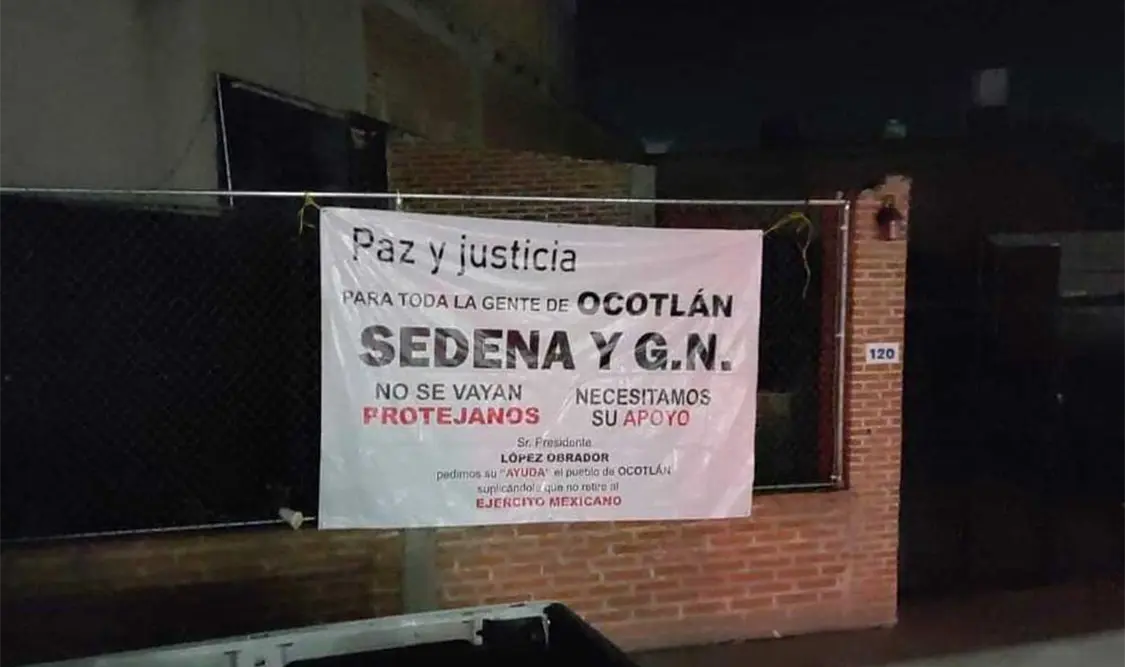 Paz y justicia
PARA TODA LA GENTE DE OCOTLÁN
SEDENA Y G.N.
NO SE VAYAN
PROTEJANOS
NECESITAMOS
SU APOYO
Sr. Presidente
LÓPEZ OBRADOR
pedimos su "AYUDA" el pueblo de OCOTLÁN
suplicándole que no retire al
EJERCITO MEXICANO
120